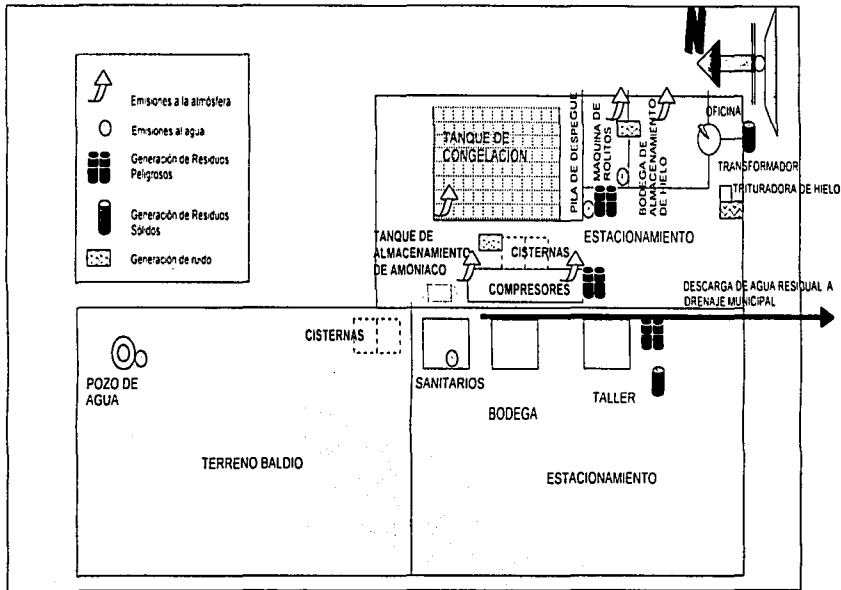 N
Emisiones a la atmósfera
Emisiones al agua
Generación de Residuos
Peligrosos
Generación de Residuos
Sólidos
Generación de ruido
TANQUE DE
CONGELACION
PILA DE DESPEGUE
MAQUINA DE
ROLITOS
BODEGA DE
ALMACENAMIENTO
DE HIELO
OFICINA
TRANSFORMADOR
TRITURADORA DE HIELO
ESTACIONAMIENTO
TANQUE DE
ALMACENAMIENTO
DE AMONIACO
CISTERNAS
COMPRESORES
DESCARGA DE AGUA RESIDUAL A
DRENAJE MUNICIPAL
CISTERNAS
POZO DE
AGUA
SANITARIOS
BODEGA
TALLER
TERRENO BALDIO
ESTACIONAMIENTO